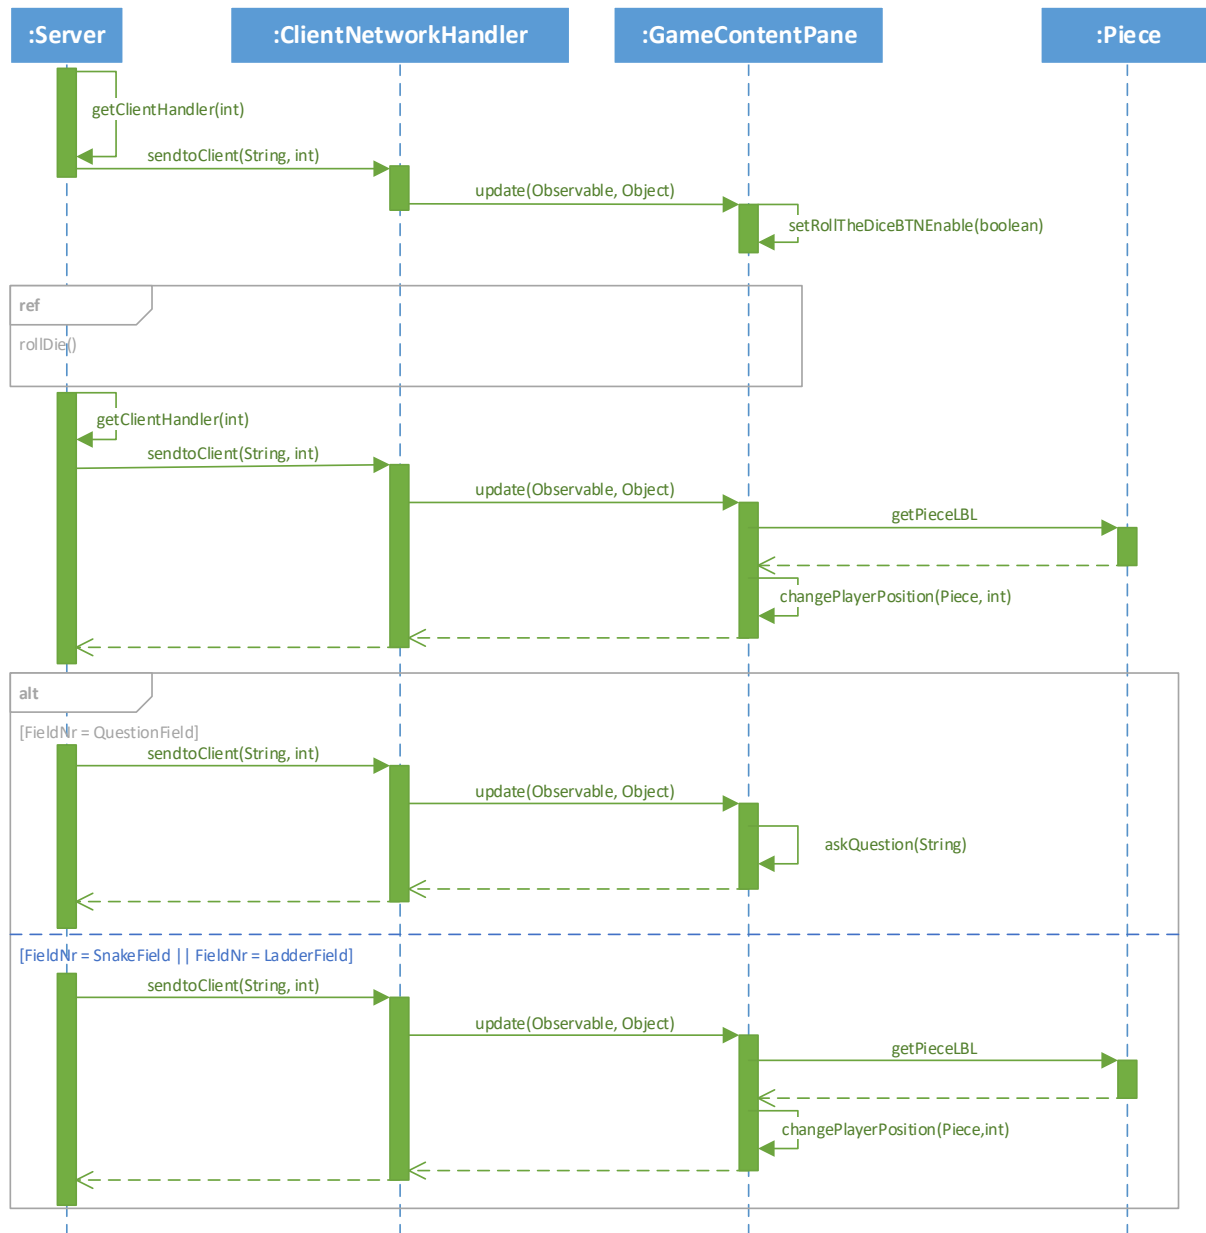 :Server
:ClientNetworkHandler
:GameContentPane
:Piece
getClientHandler(int)
sendtoClient(String, int)
update(Observable, Object)
setRollTheDiceBTNEnable(boolean)
ref
rollDie()
getClientHandler(int)
sendtoClient(String, int)
update(Observable, Object)
getPieceLBL
changePlayerPosition(Piece, int)
alt
[FieldNr = QuestionField]
sendtoClient(String, int)
update(Observable, Object)
askQuestion(String)
[FieldNr = SnakeField || FieldNr = LadderField]
sendtoClient(String, int)
update(Observable, Object)
getPieceLBL
changePlayerPosition(Piece,int)